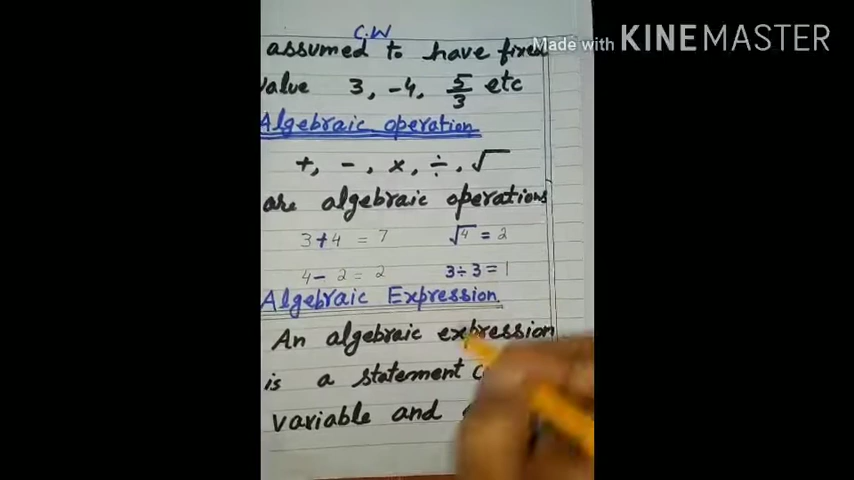 C.W
assumed to have fixed
Value 3, -4, 5/3 etc
Made with KINEMASTER
Algebraic operation
+, -, ×, ÷, √
are algebraic operations
3+4 = 7 √4 = 2
4- 2 = 2 3÷3=1
Algebraic Expression
An algebraic expression
is a statement
variable and